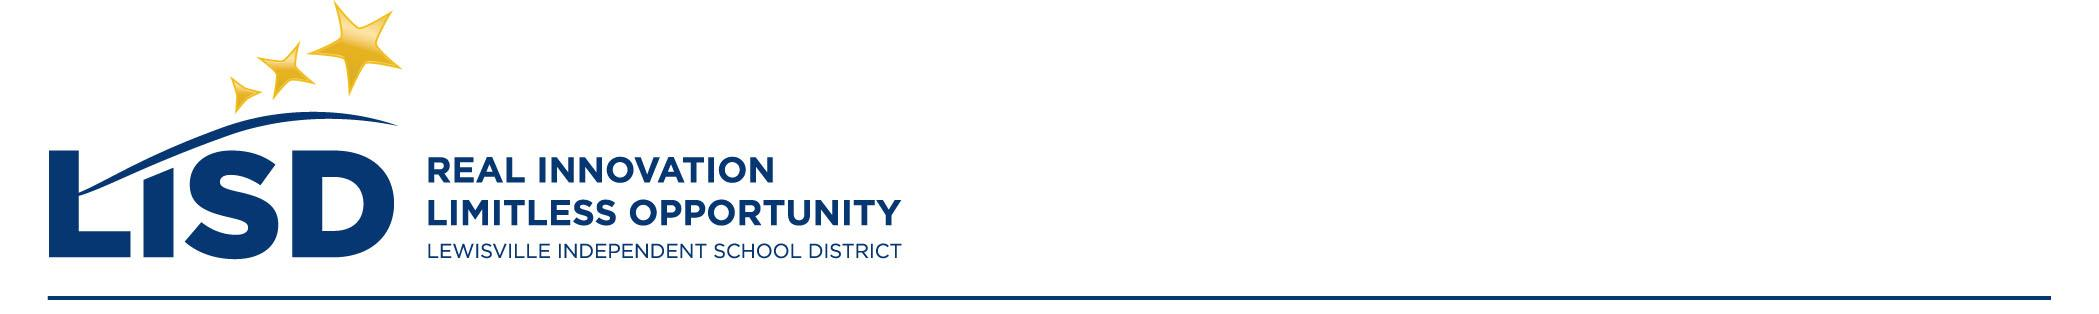 LISD
REAL INNOVATION
LIMITLESS OPPORTUNITY
LEWISVILLE INDEPENDENT SCHOOL DISTRICT